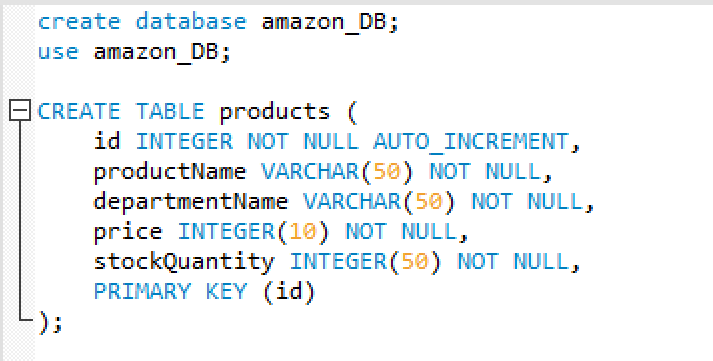 create database amazon_DB;
use amazon_DB;
CREATE TABLE products (
id INTEGER NOT NULL AUTO_INCREMENT,
productName VARCHAR(50) NOT NULL,
departmentName VARCHAR(50) NOT NULL,
price INTEGER(10) NOT NULL,
stockQuantity INTEGER(50) NOT NULL,
PRIMARY KEY (id)
);